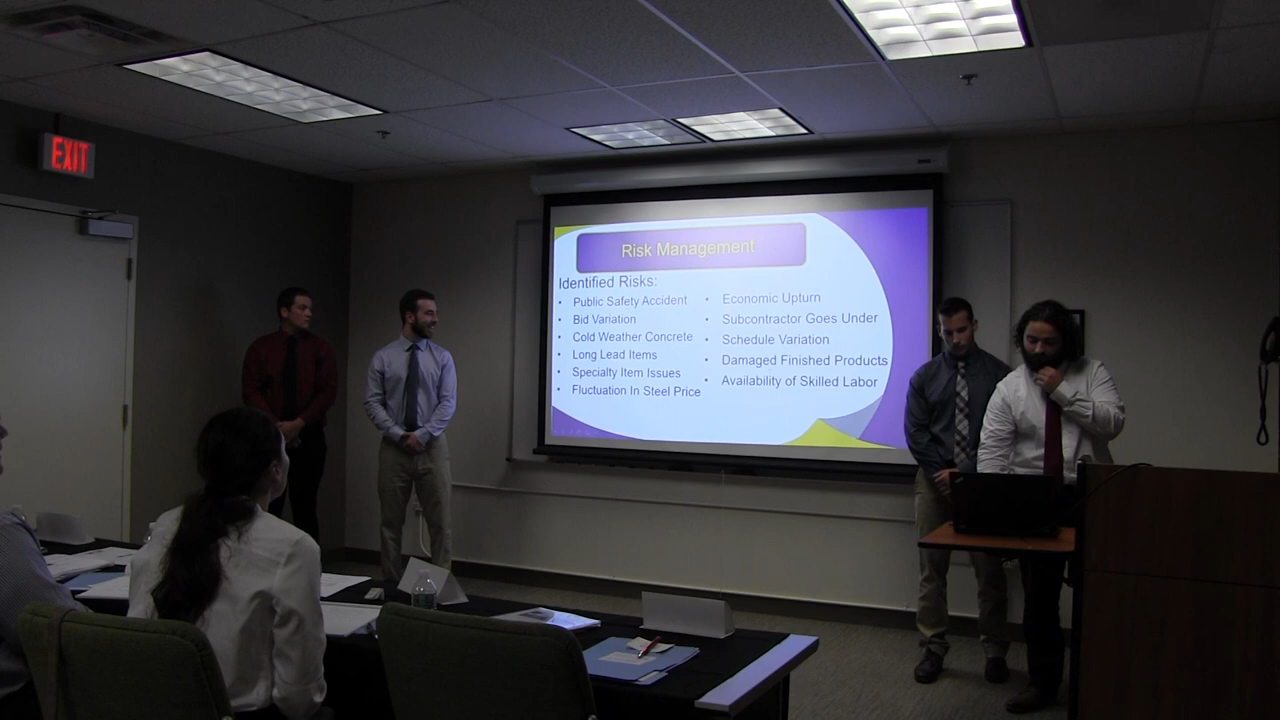 EXIT
Risk Management
Identified Risks:
• Public Safety Accident
• Bid Variation
• Cold Weather Concrete
• Long Lead Items
• Specialty Item Issues
• Fluctuation In Steel Price
• Economic Upturn
• Subcontractor Goes Under
• Schedule Variation
• Damaged Finished Products
• Availability of Skilled Labor